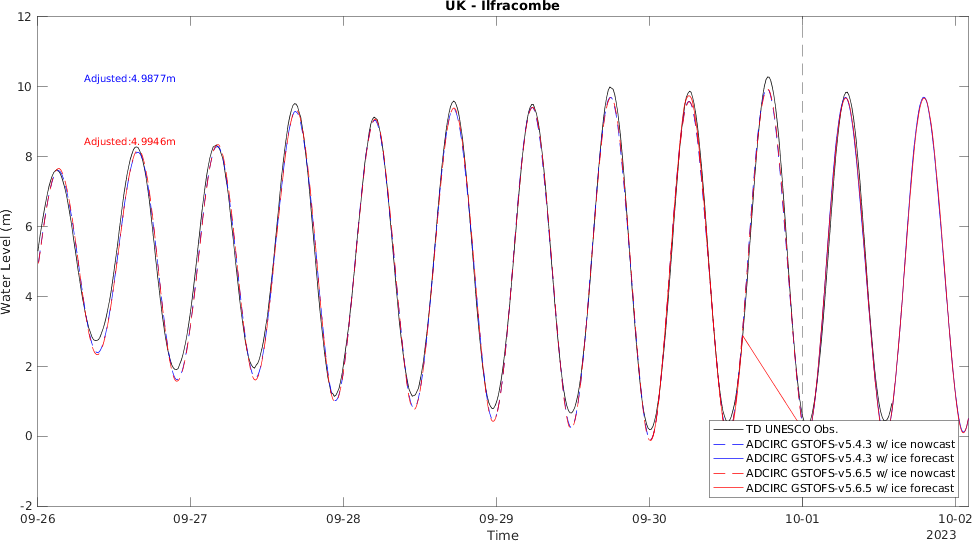 UK - Ilfracombe
12
10
8
6
4
2
0
-2
Water Level (m)
Adjusted:4.9877m
Adjusted:4.9946m
TD UNESCO Obs.
ADCIRC GSTOFS-v5.4.3 w/ ice nowcast
ADCIRC GSTOFS-v5.4.3 w/ ice forecast
ADCIRC GSTOFS-v5.6.5 w/ ice nowcast
ADCIRC GSTOFS-v5.6.5 w/ ice forecast
09-26 09-27 09-28 09-29 09-30 10-01 10-02
Time
2023